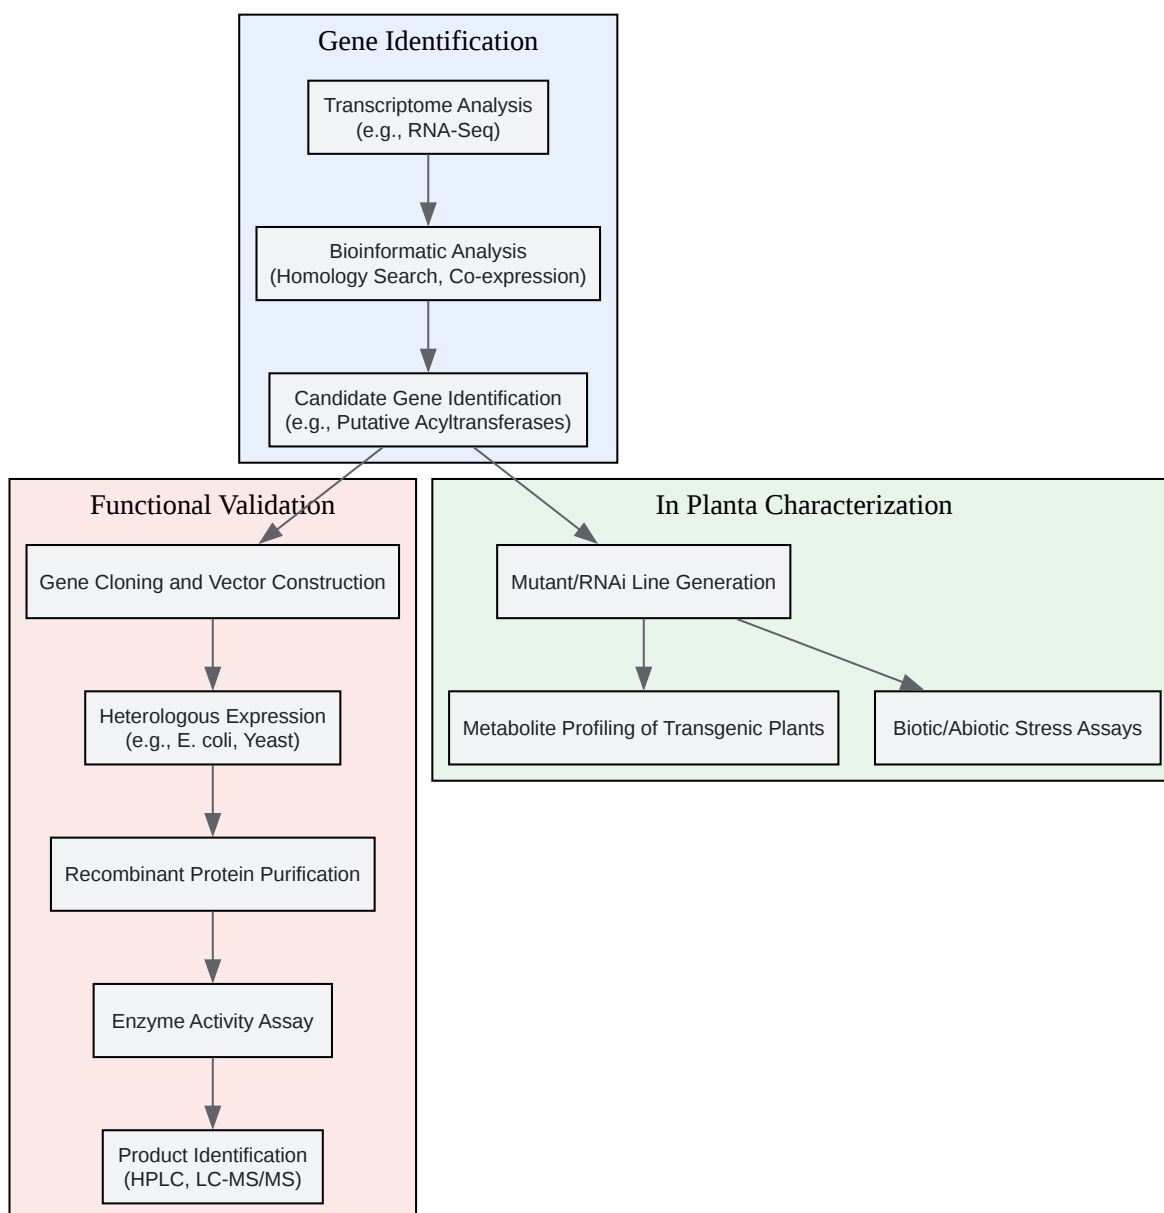 Gene Identification
Transcriptome Analysis
(e.g., RNA-Seq)
Bioinformatic Analysis
(Homology Search, Co-expression)
Candidate Gene Identification
(e.g., Putative Acyltransferases)
Functional Validation
Gene Cloning and Vector Construction
Heterologous Expression
(e.g., E. coli, Yeast)
Recombinant Protein Purification
Enzyme Activity Assay
Product Identification
(HPLC, LC-MS/MS)
In Planta Characterization
Mutant/RNAi Line Generation
Metabolite Profiling of Transgenic Plants
Biotic/Abiotic Stress Assays